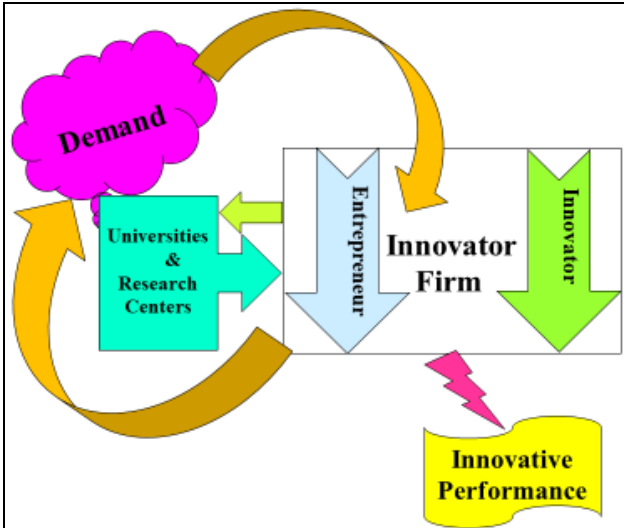 Demand
Universities
&
Research
Centers
Entrepreneur
Innovator
Firm
Innovator
Innovative
Performance